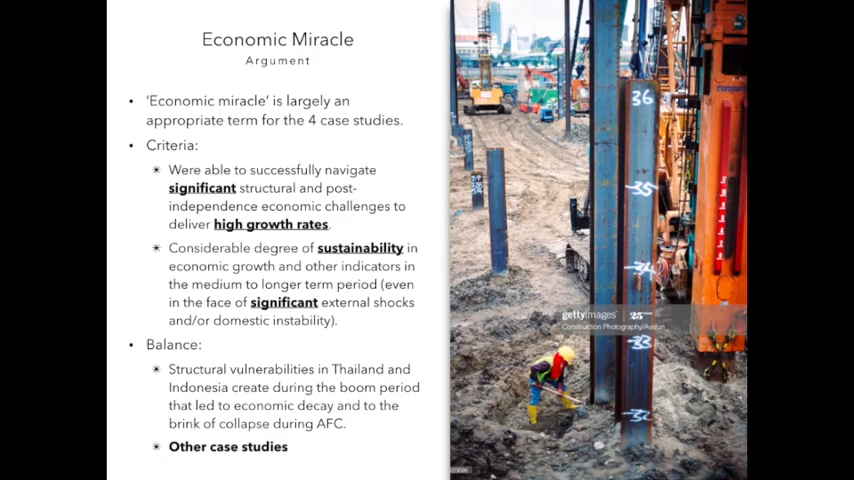 Economic Miracle
Argument
• 'Economic miracle' is largely an
appropriate term for the 4 case studies.
• Criteria:
✴ Were able to successfully navigate
significant structural and post-
independence economic challenges to
deliver high growth rates.
✴ Considerable degree of sustainability in
economic growth and other indicators in
the medium to longer term period (even
in the face of significant external shocks
and/or domestic instability).
• Balance:
✴ Structural vulnerabilities in Thailand and
Indonesia create during the boom period
that led to economic decay and to the
brink of collapse during AFC.
✴ Other case studies
36
35
34
33
32
gettyimages®
Construction Photography/Avalon